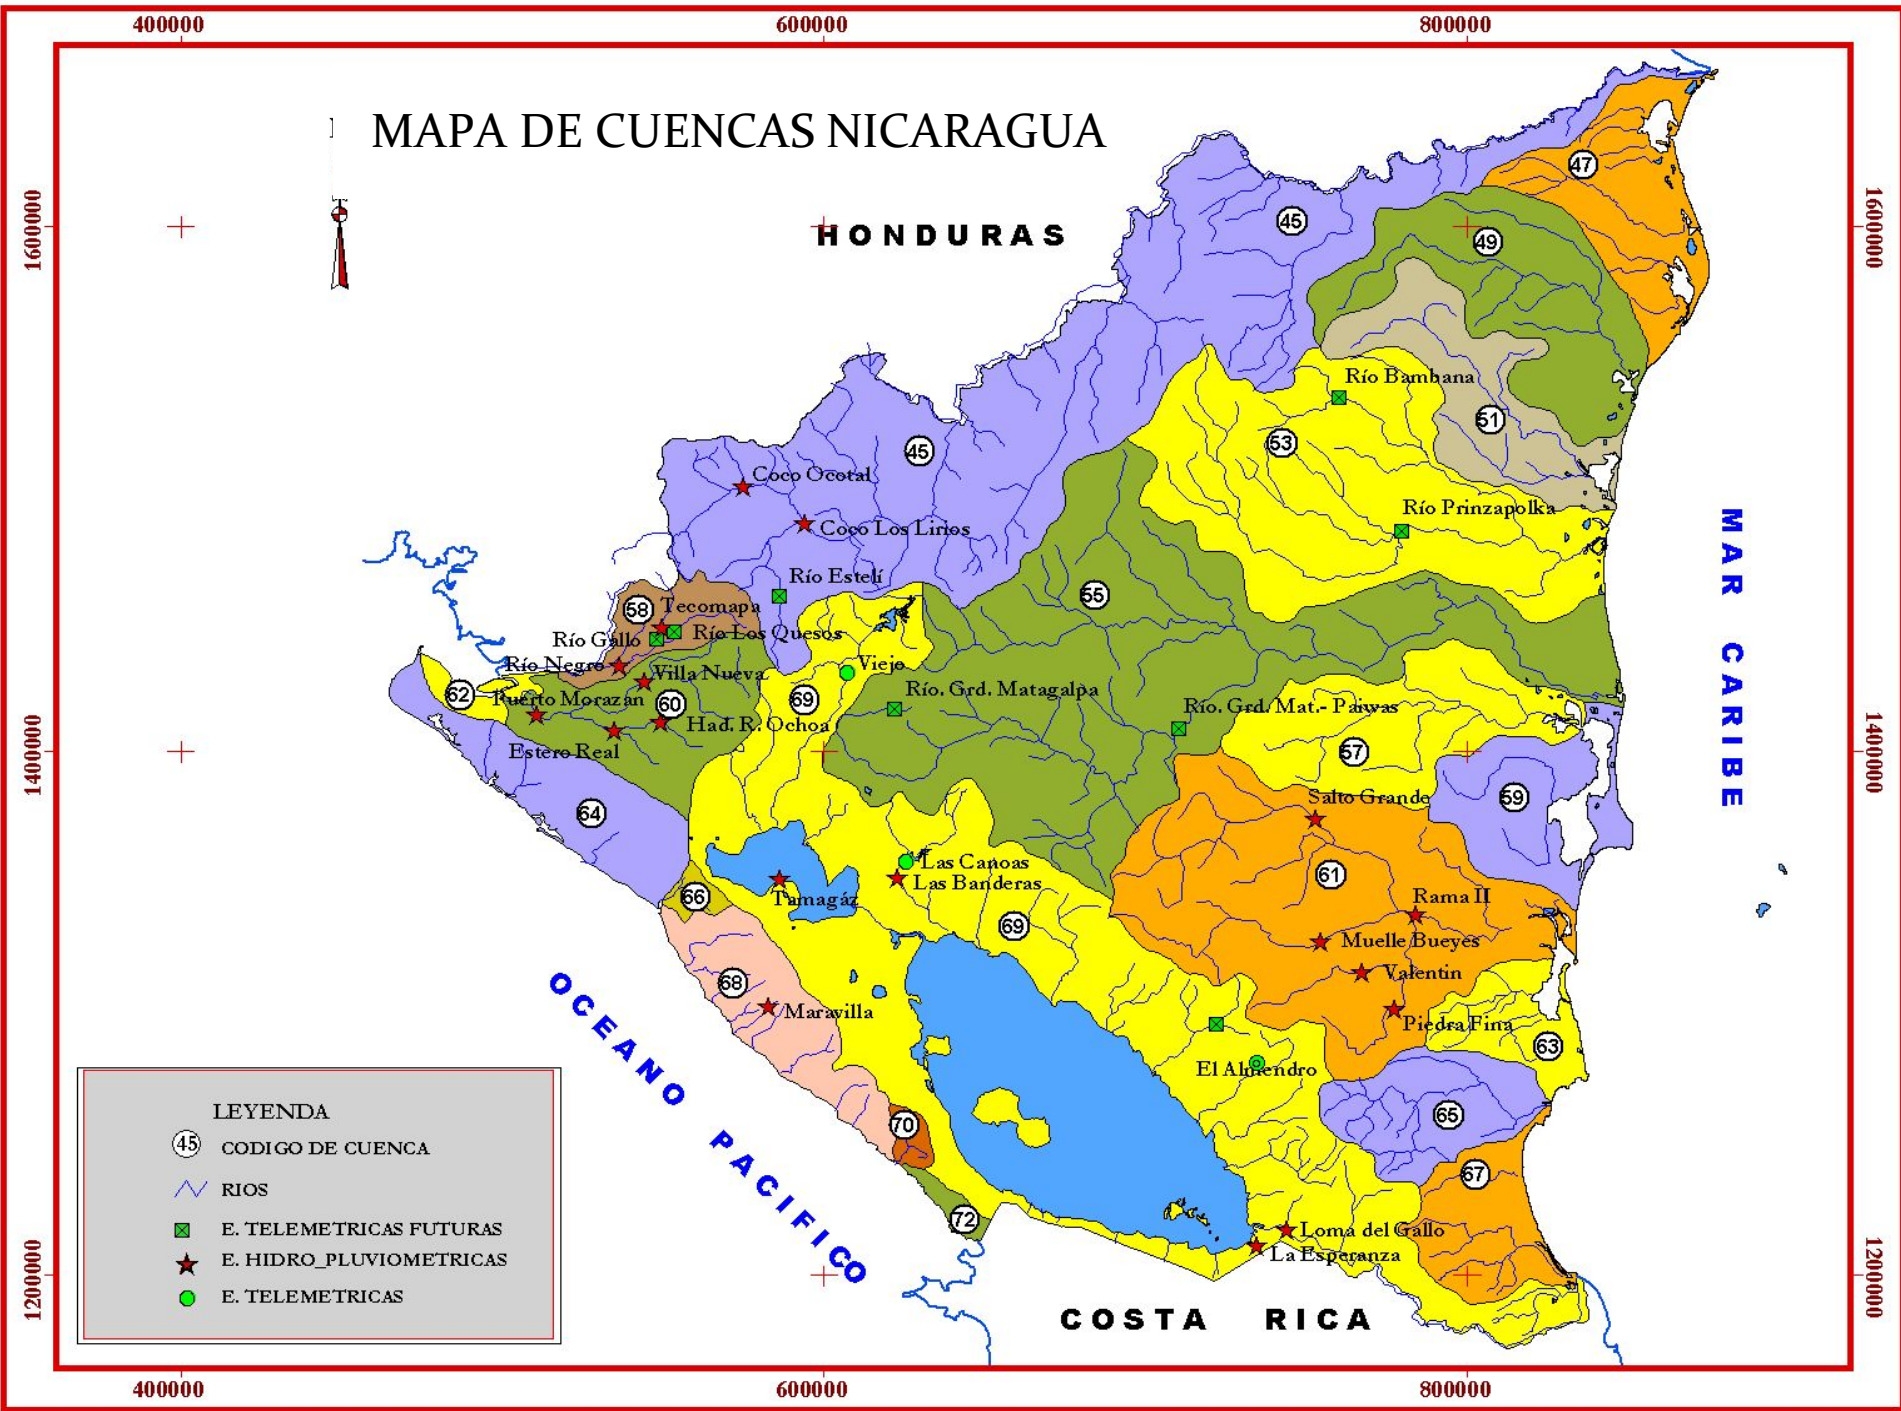 400000 600000 800000
MAPA DE CUENCAS NICARAGUA
1600000 1600000
HONDURAS
47
45
49
Río Bambana
51
53
45
Coco Ocotal
Río Prinzapolka
Coco Los Lirios
MAR CARIBE
Río Estelí
55
58 Tecomapa
Río Gallo Río Los Quesos
Río Negro Viejo
Villa Nueva
62 Puerto Morazan 60 69 Río. Grd. Matagalpa
Río. Grd. Mat.- Paiwas
Had. R. Ochoa
Estero Real 57
1400000 1400000
Salto Grande 59
64
Las Canoas
61
Las Banderas
66 Tamagáz Rama II
69
Muelle Bueyes
Valentin
68
Maravilla
Piedra Fina
63
OCEANO PACIFICO
El Almendro
65
70
67
72
Loma del Gallo
La Esperanza
1200000 1200000
COSTA RICA
LEYENDA
45 CODIGO DE CUENCA
RIOS
E. TELEMETRICAS FUTURAS
E. HIDRO_PLUVIOMETRICAS
E. TELEMETRICAS
400000 600000 800000